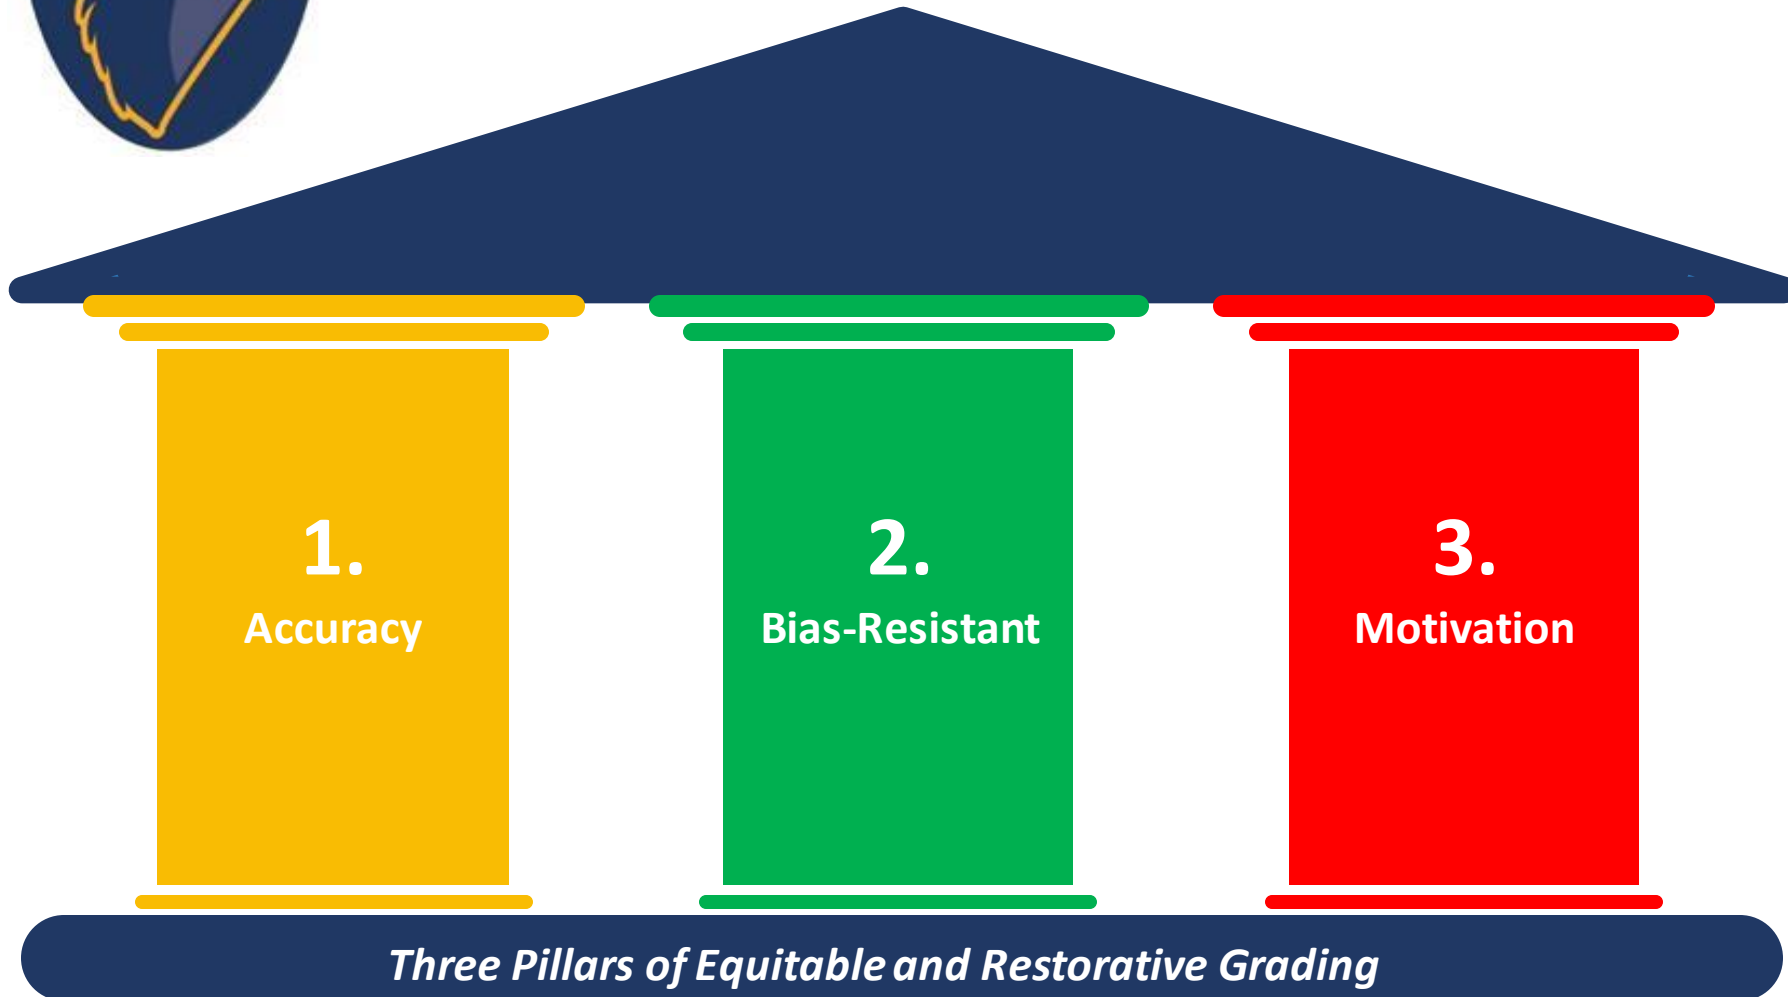 1.
Accuracy
2.
Bias-Resistant
3.
Motivation
Three Pillars of Equitable and Restorative Grading